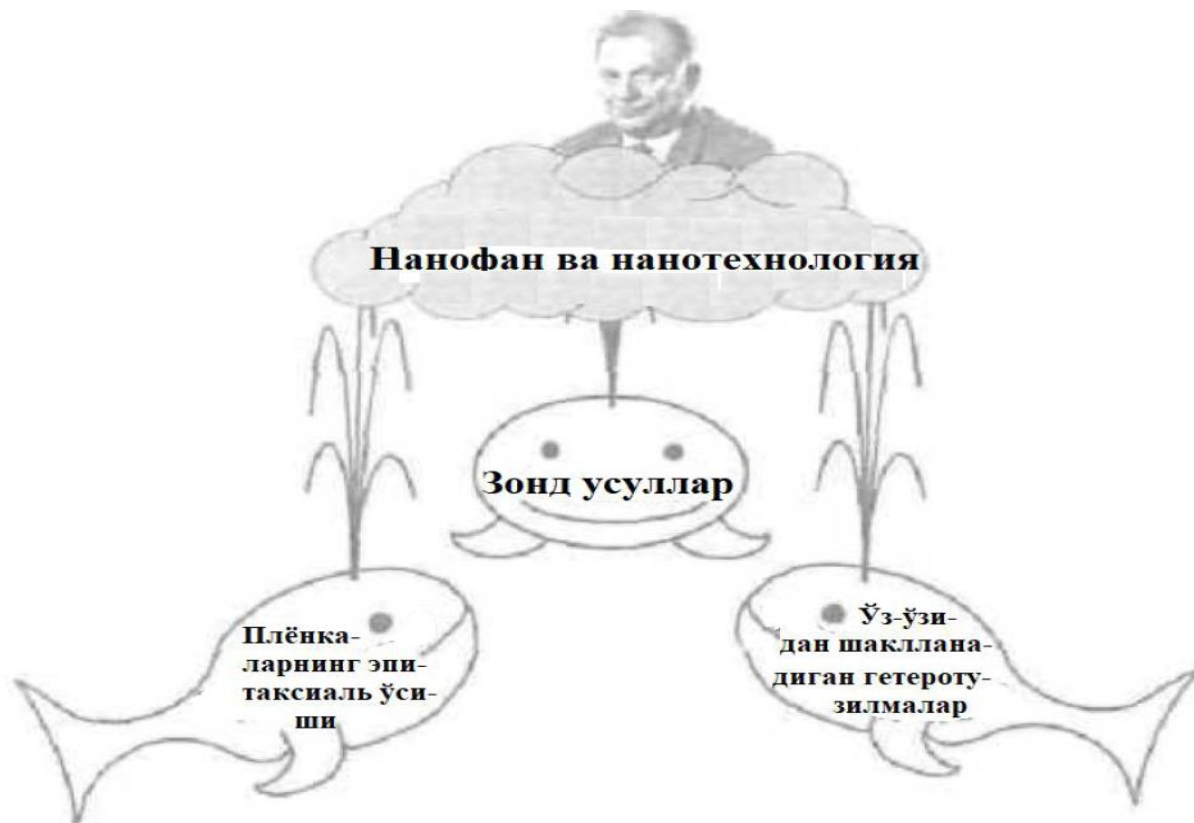 Нанофан ва нанотехнология
Зонд усуллар
Плёнка-
ларнинг эпи-
таксиаль ўси-
ши
Ўз-ўзи-
дан шакллана-
диган гетероту-
зилмалар